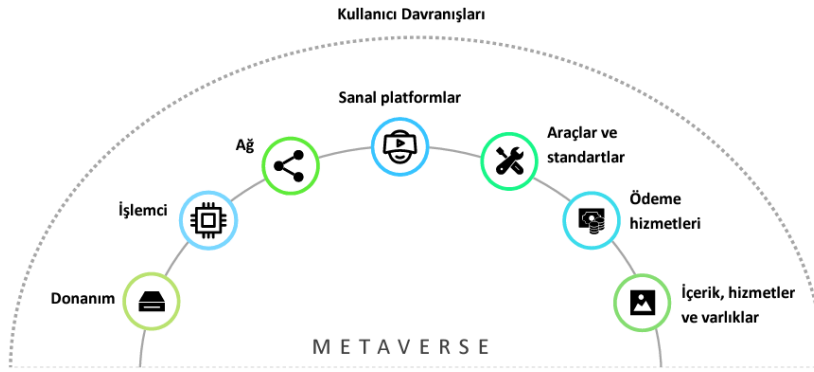 Kullanıcı Davranışları
Sanal platformlar
Ağ
Araçlar ve
standartlar
İşlemci
Ödeme
hizmetleri
Donanım
İçerik, hizmetler
ve varlıklar
METAVERSE